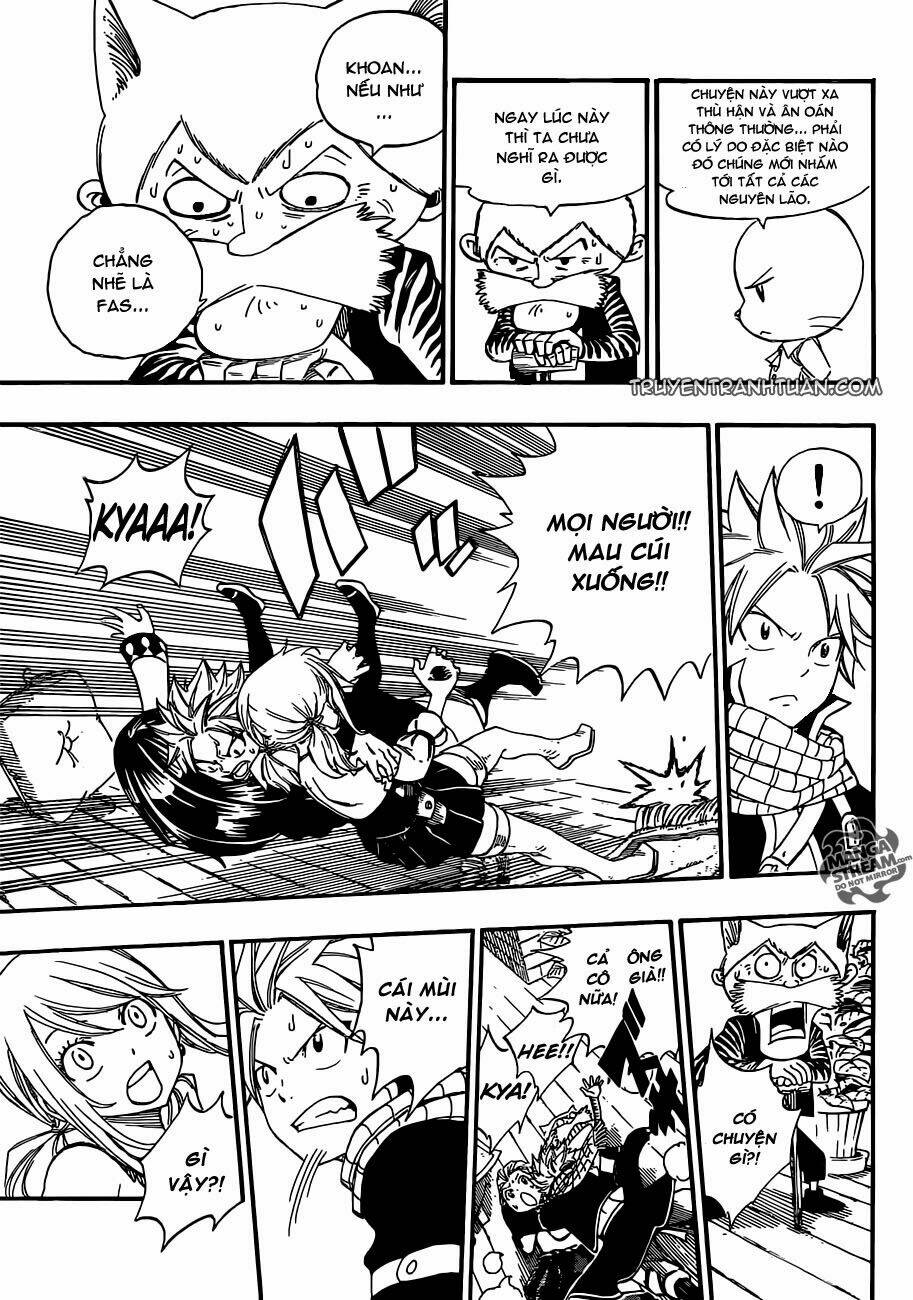 CHUYỆN NÀY VƯỢT XA
THÙ HẬN VÀ ÂN OÁN
THÔNG THƯỜNG... PHẢI
CÓ LÝ DO ĐẶC BIỆT NÀO
ĐÓ CHÚNG MỚI NHẮM
TỚI TẤT CẢ CÁC
NGUYÊN LÃO.
NGAY LÚC NÀY
THÌ TA CHƯA
NGHĨ RA ĐƯỢC
GÌ.
KHOAN...
NẾU NHƯ
...
CHẲNG
NHẼ LÀ
FAS...
TRUYENTRANHTUAN.COM
!
MỌI NGƯỜI!!
MAU CÚI
XUỐNG!!
KYAAA!
MANGA
STREAM.com
DO NOT MIRROR!
CÓ
CHUYỆN
GÌ?!
ÔNG
GIÀ!!
CẢ
CÔ
NỮA!
HEE!!
KYA!
CÁI MÙI
NÀY...
GÌ
VẬY?!